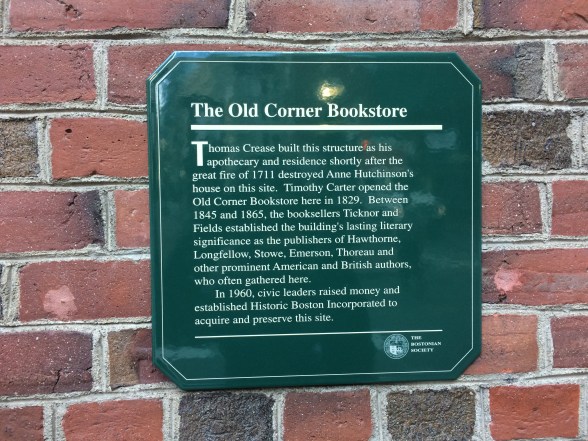 The Old Corner Bookstore
Thomas Crease built this structure as his
apothecary and residence shortly after the
great fire of 1711 destroyed Anne Hutchinson's
house on this site. Timothy Carter opened the
Old Corner Bookstore here in 1829. Between
1845 and 1865, the booksellers Ticknor and
Fields established the building's lasting literary
significance as the publishers of Hawthorne,
Longfellow, Stowe, Emerson, Thoreau and
other prominent American and British authors,
who often gathered here.
In 1960, civic leaders raised money and
established Historic Boston Incorporated to
acquire and preserve this site.
THE
BOSTONIAN
SOCIETY